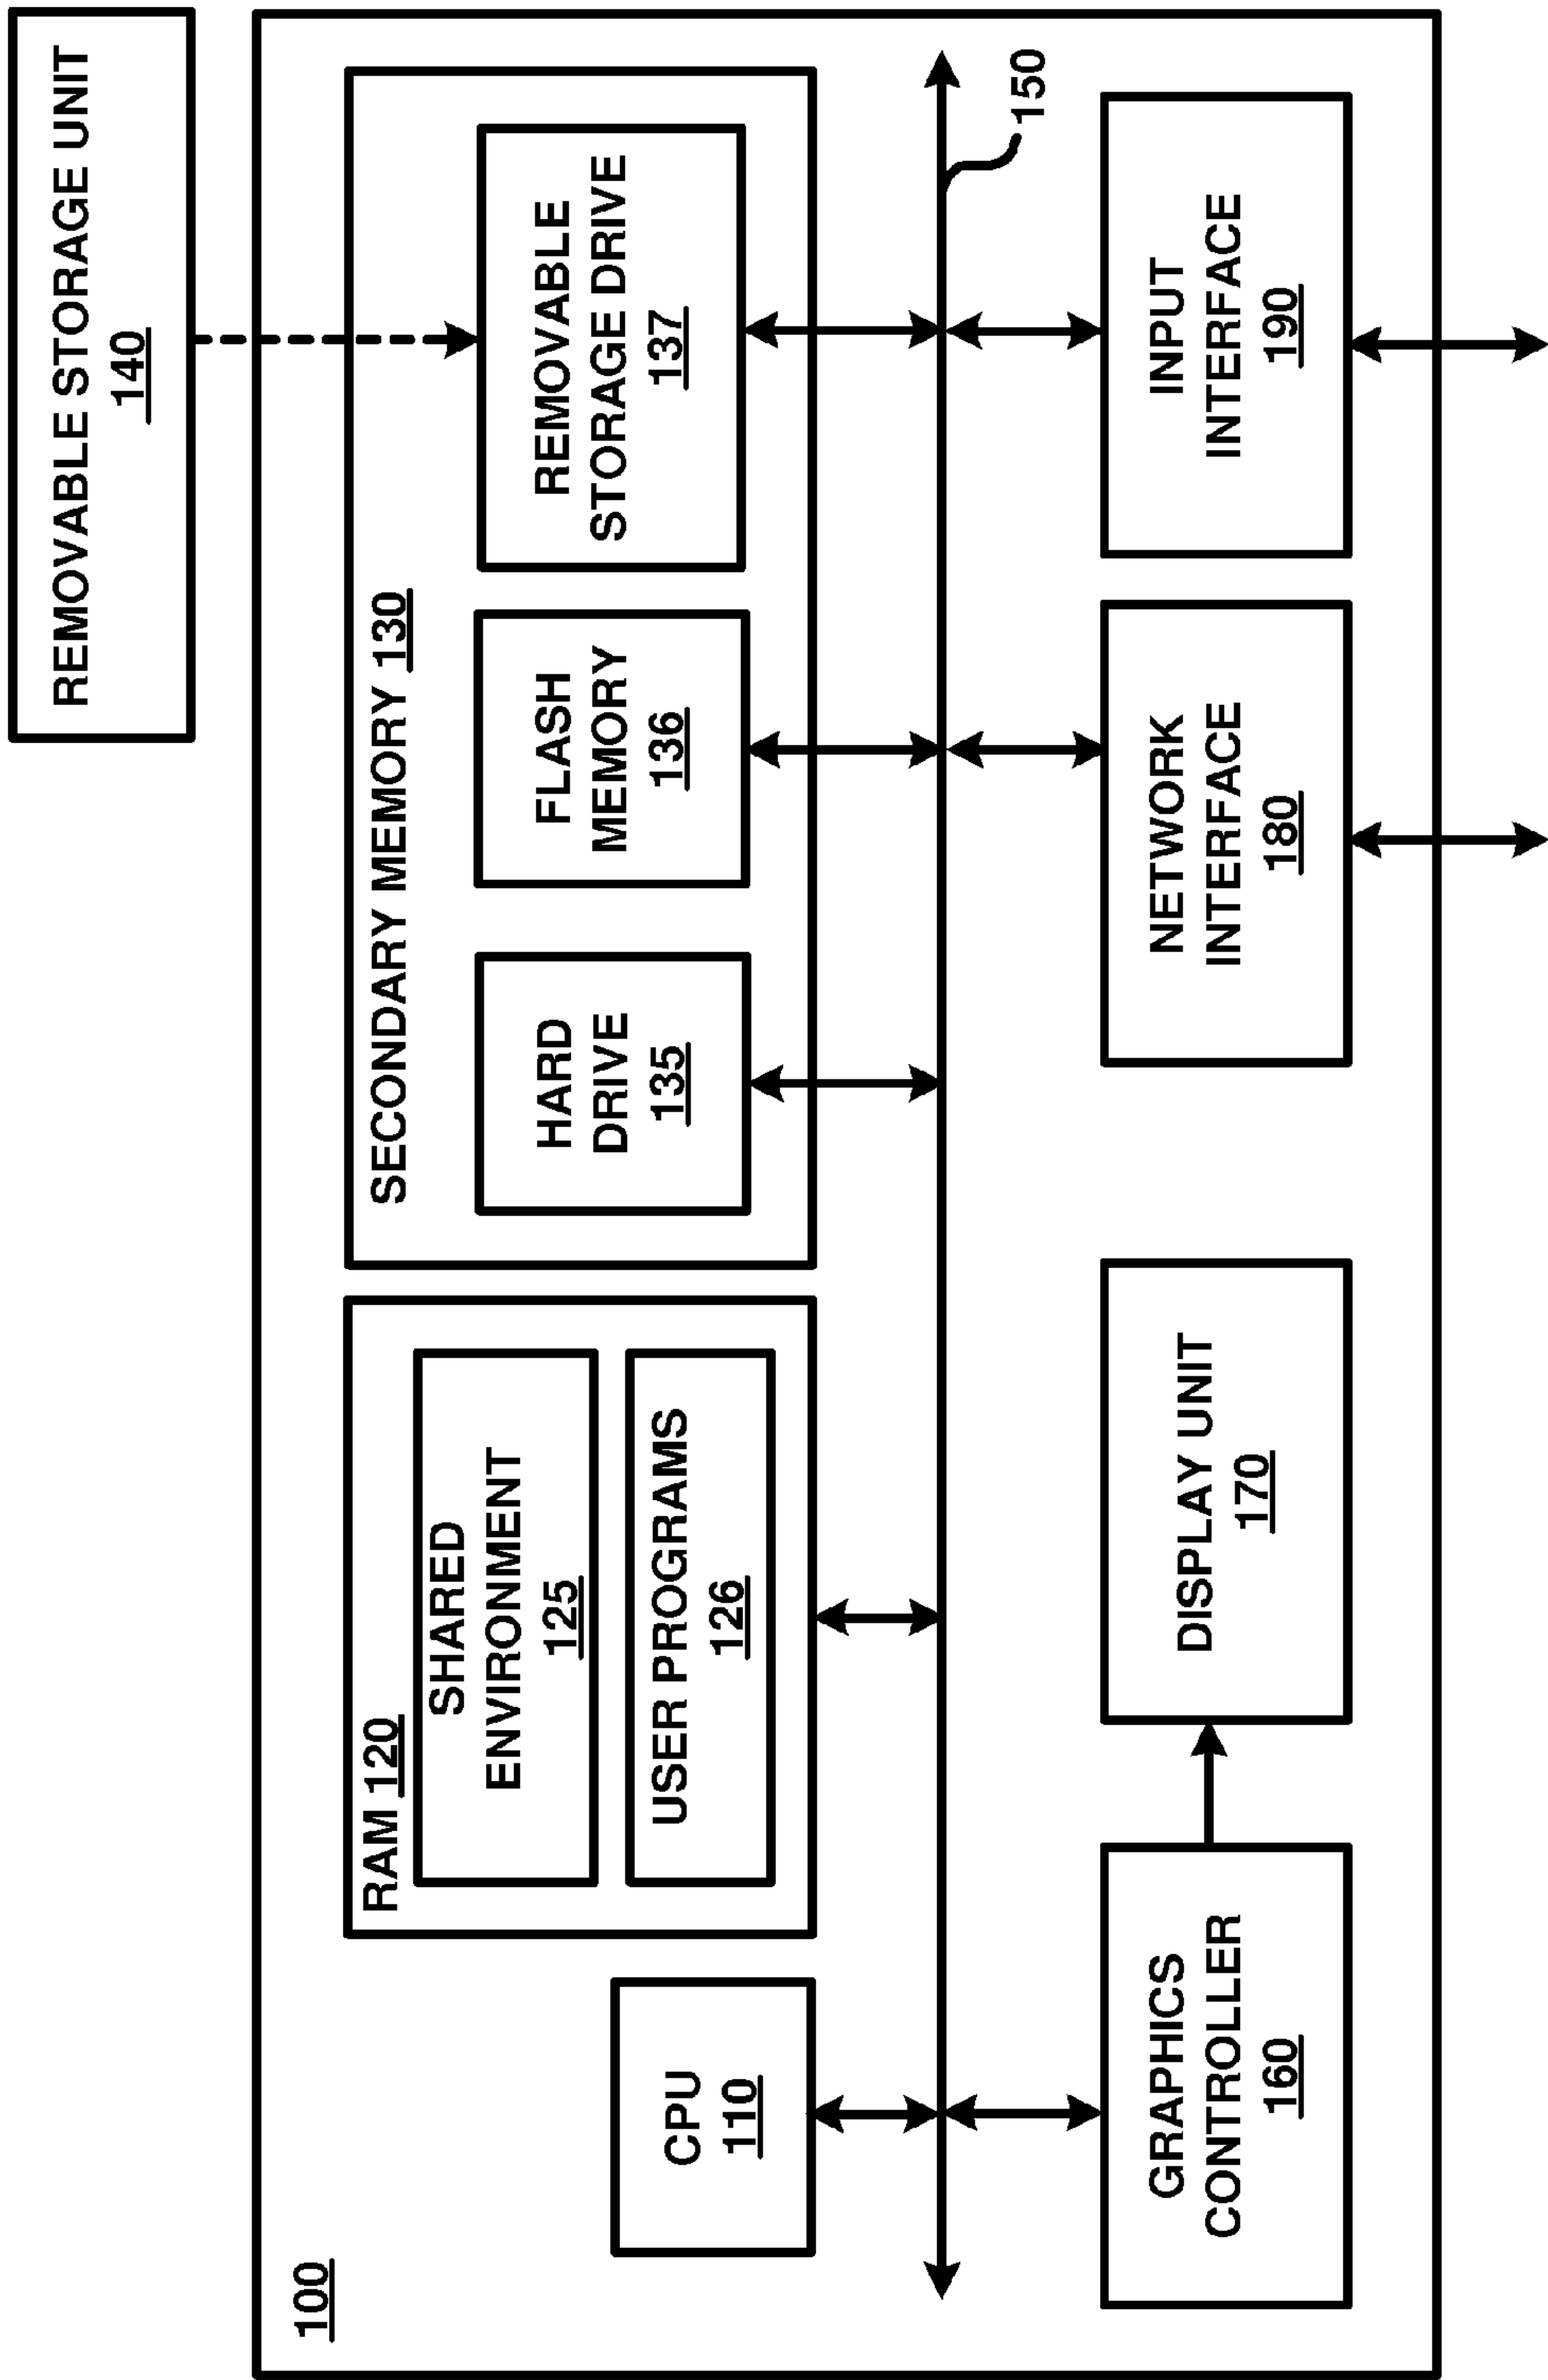 REMOVABLE STORAGE UNIT
140
100
CPU
110
RAM 120
SHARED
ENVIRONMENT
125
USER PROGRAMS
126
SECONDARY MEMORY 130
HARD
DRIVE
135
FLASH
MEMORY
136
REMOVABLE
STORAGE DRIVE
137
150
GRAPHICS
CONTROLLER
160
DISPLAY UNIT
170
NETWORK
INTERFACE
180
INPUT
INTERFACE
190